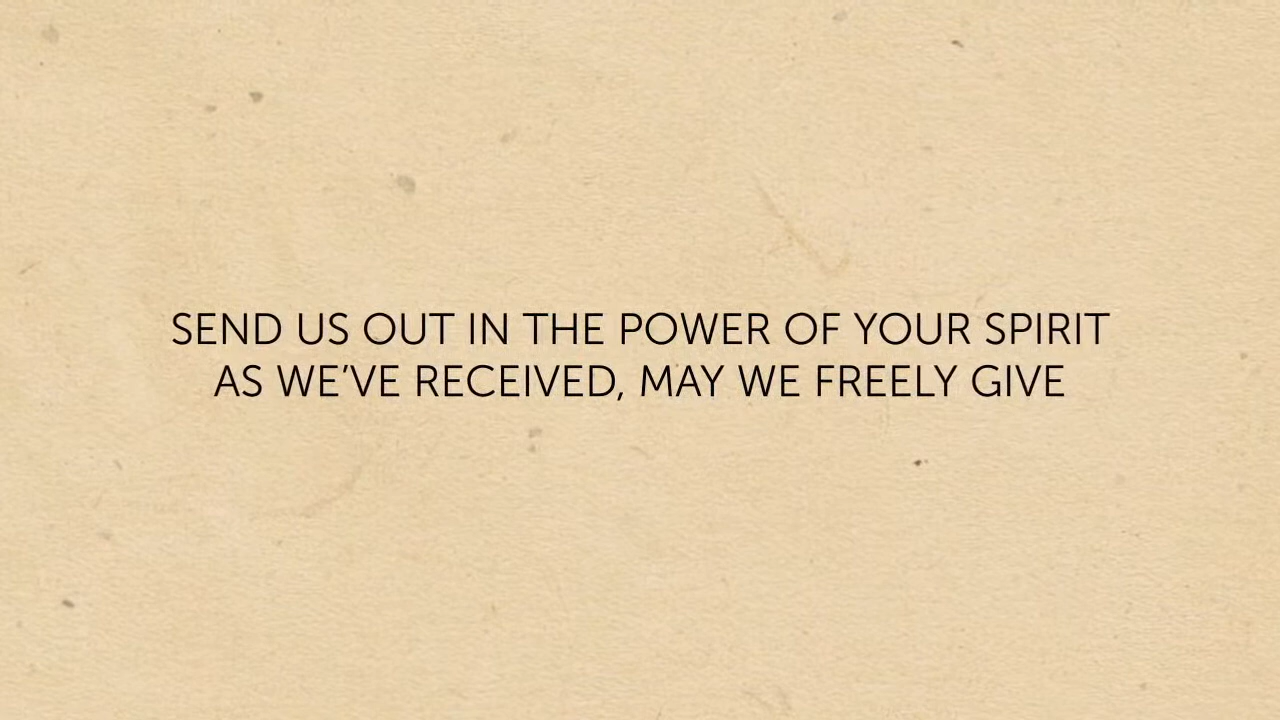 SEND US OUT IN THE POWER OF YOUR SPIRIT
AS WE’VE RECEIVED, MAY WE FREELY GIVE